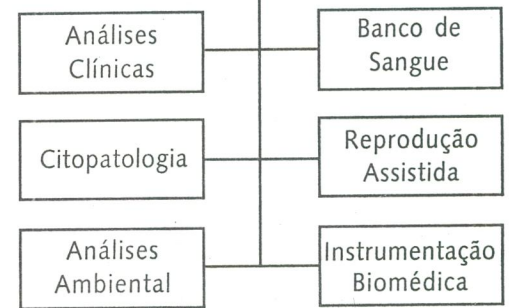 Análises
Clínicas
Banco de
Sangue
Citopatologia
Reprodução
Assistida
Análises
Ambiental
Instrumentação
Biomédica